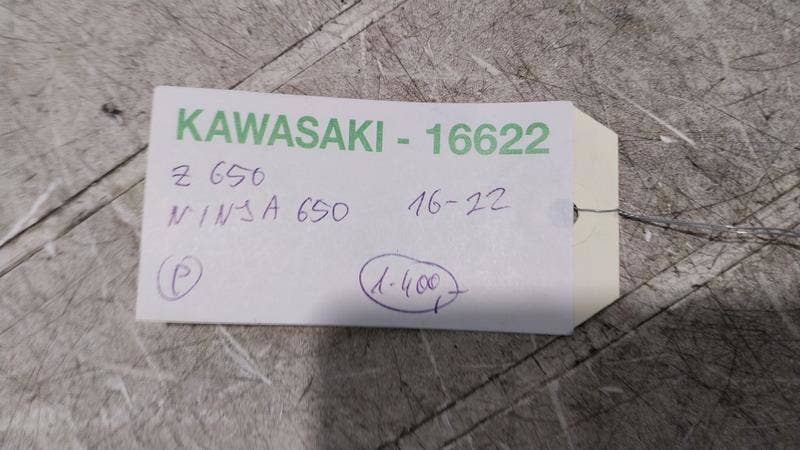 KAWASAKI - 16622
Z 650
NINJA 650 16-22
P 1.400,-